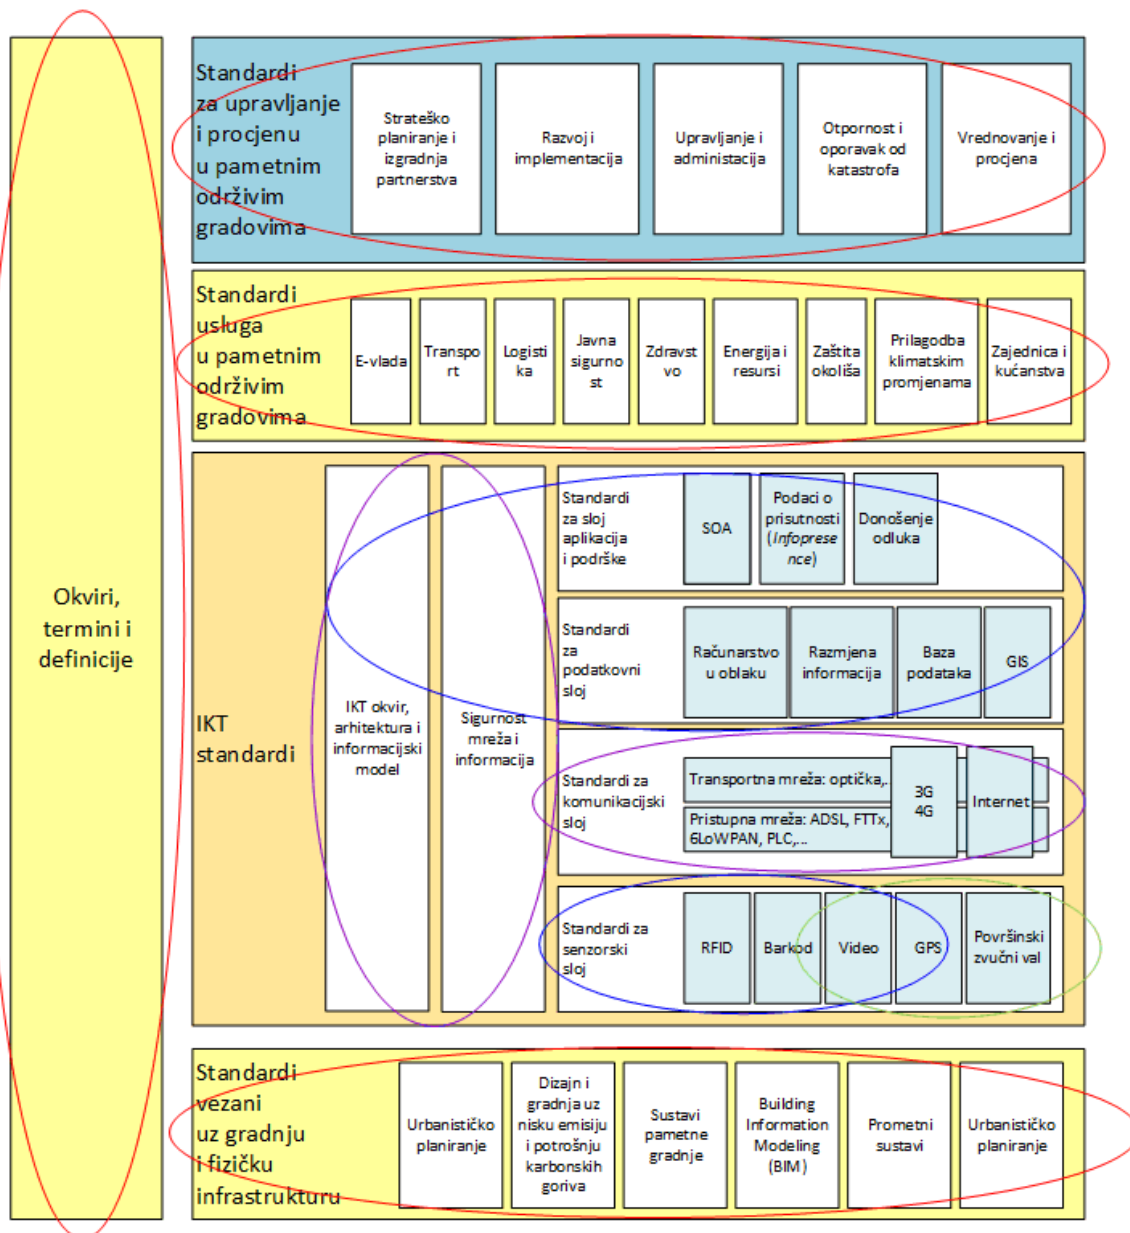 Okviri,
termini i
definicije
Standardi
za upravljanje
i procjenu
u pametnim
održivim
gradovima
Strateško
planiranje i
izgradnja
partnerstva
Razvoj i
implementacija
Upravljanje i
administacija
Otpornost i
oporavak od
katastrofa
Vrednovanje i
procjena
Standardi
usluga
u pametnim
održivim
gradovima
E-vlada
Transpo
rt
Logisti
ka
Javna
sigurno
st
Zdravst
vo
Energija i
resursi
Zaštita
okoliša
Prilagodba
klimatskim
promjenama
Zajednica i
kućanstva
IKT
standardi
IKT okvir,
arhitektura i
informacijski
model
Sigurnost
mreža i
informacija
Standardi
za sloj
aplikacija
i podrške
SOA
Podaci o
prisutnosti
(Infoprese
nce)
Donošenje
odluka
Standardi
za
podatkovni
sloj
Računarstvo
u oblaku
Razmjena
informacija
Baza
podataka
GIS
Standardi za
komunikacijski
sloj
Transportna mreža: optička,..
Pristupna mreža: ADSL, FTTx,
6LoWPAN, PLC,...
3G
4G
Internet
Standardi za
senzorski
sloj
RFID
Barkod
Video
GPS
Površinski
zvučni val
Standardi
vezani
uz gradnju
i fizičku
infrastrukturu
Urbanističko
planiranje
Dizajn i
gradnja uz
nisku emisiju
i potrošnju
karbonskih
goriva
Sustavi
pametne
gradnje
Building
Information
Modeling
(BIM)
Prometni
sustavi
Urbanističko
planiranje